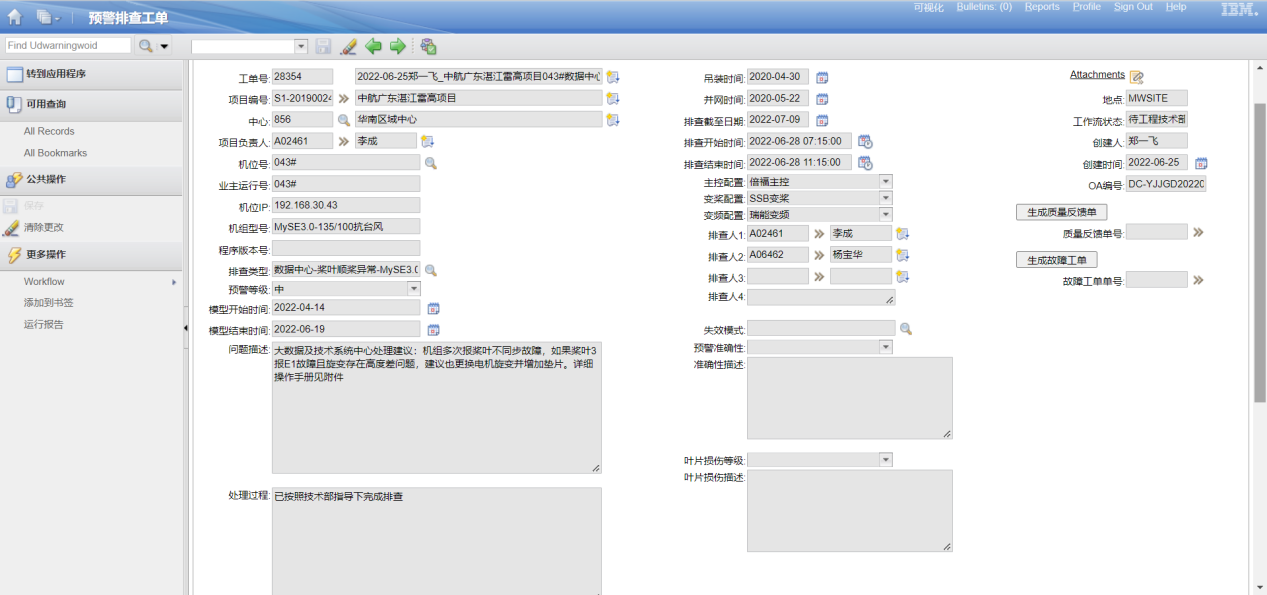 预警排查工单
可视化 Bulletins: (0) Reports Profile Sign Out Help
IBM.
Find Udwarningwoid
转到应用程序
可用查询
All Records
All Bookmarks
公共操作
保存
清除更改
更多操作
Workflow
添加到书签
运行报告
工单号: 28354 2022-06-25郑一飞_中航广东湛江雷高项目043#数据中心
项目编号: S1-20190024 中航广东湛江雷高项目
中心: 856 华南区域中心
项目负责人: A02461 李成
机位号: 043#
业主运行号: 043#
机位IP: 192.168.30.43
机组型号: MySE3.0-135/100抗台风
程序版本号:
排查类型: 数据中心-桨叶顺桨异常-MySE3.0
预警等级: 中
模型开始时间: 2022-04-14
模型结束时间: 2022-06-19
问题描述: 大数据及技术系统中心处理建议：机组多次报桨叶不同步故障，如果桨叶3
报E1故障且旋变存在高度差问题，建议也更换电机旋变并增加垫片。详细
操作手册见附件
处理过程: 已按照技术部指导下完成排查
吊装时间: 2020-04-30
并网时间: 2020-05-22
排查截至日期: 2022-07-09
排查开始时间: 2022-06-28 07:15:00
排查结束时间: 2022-06-28 11:15:00
主控配置: 倍福主控
变桨配置: SSB变桨
变频配置: 瑞能变频
排查人1: A02461 李成
排查人2: A06462 杨宝华
排查人3:
排查人4:
失效模式:
预警准确性:
准确性描述:
叶片损伤等级:
叶片损伤描述:
Attachments
地点: MWSITE
工作流状态: 待工程技术部
创建人: 郑一飞
创建时间: 2022-06-25
OA编号: DC-YJJGD20220
生成质量反馈单
质量反馈单号:
生成故障工单
故障工单单号: